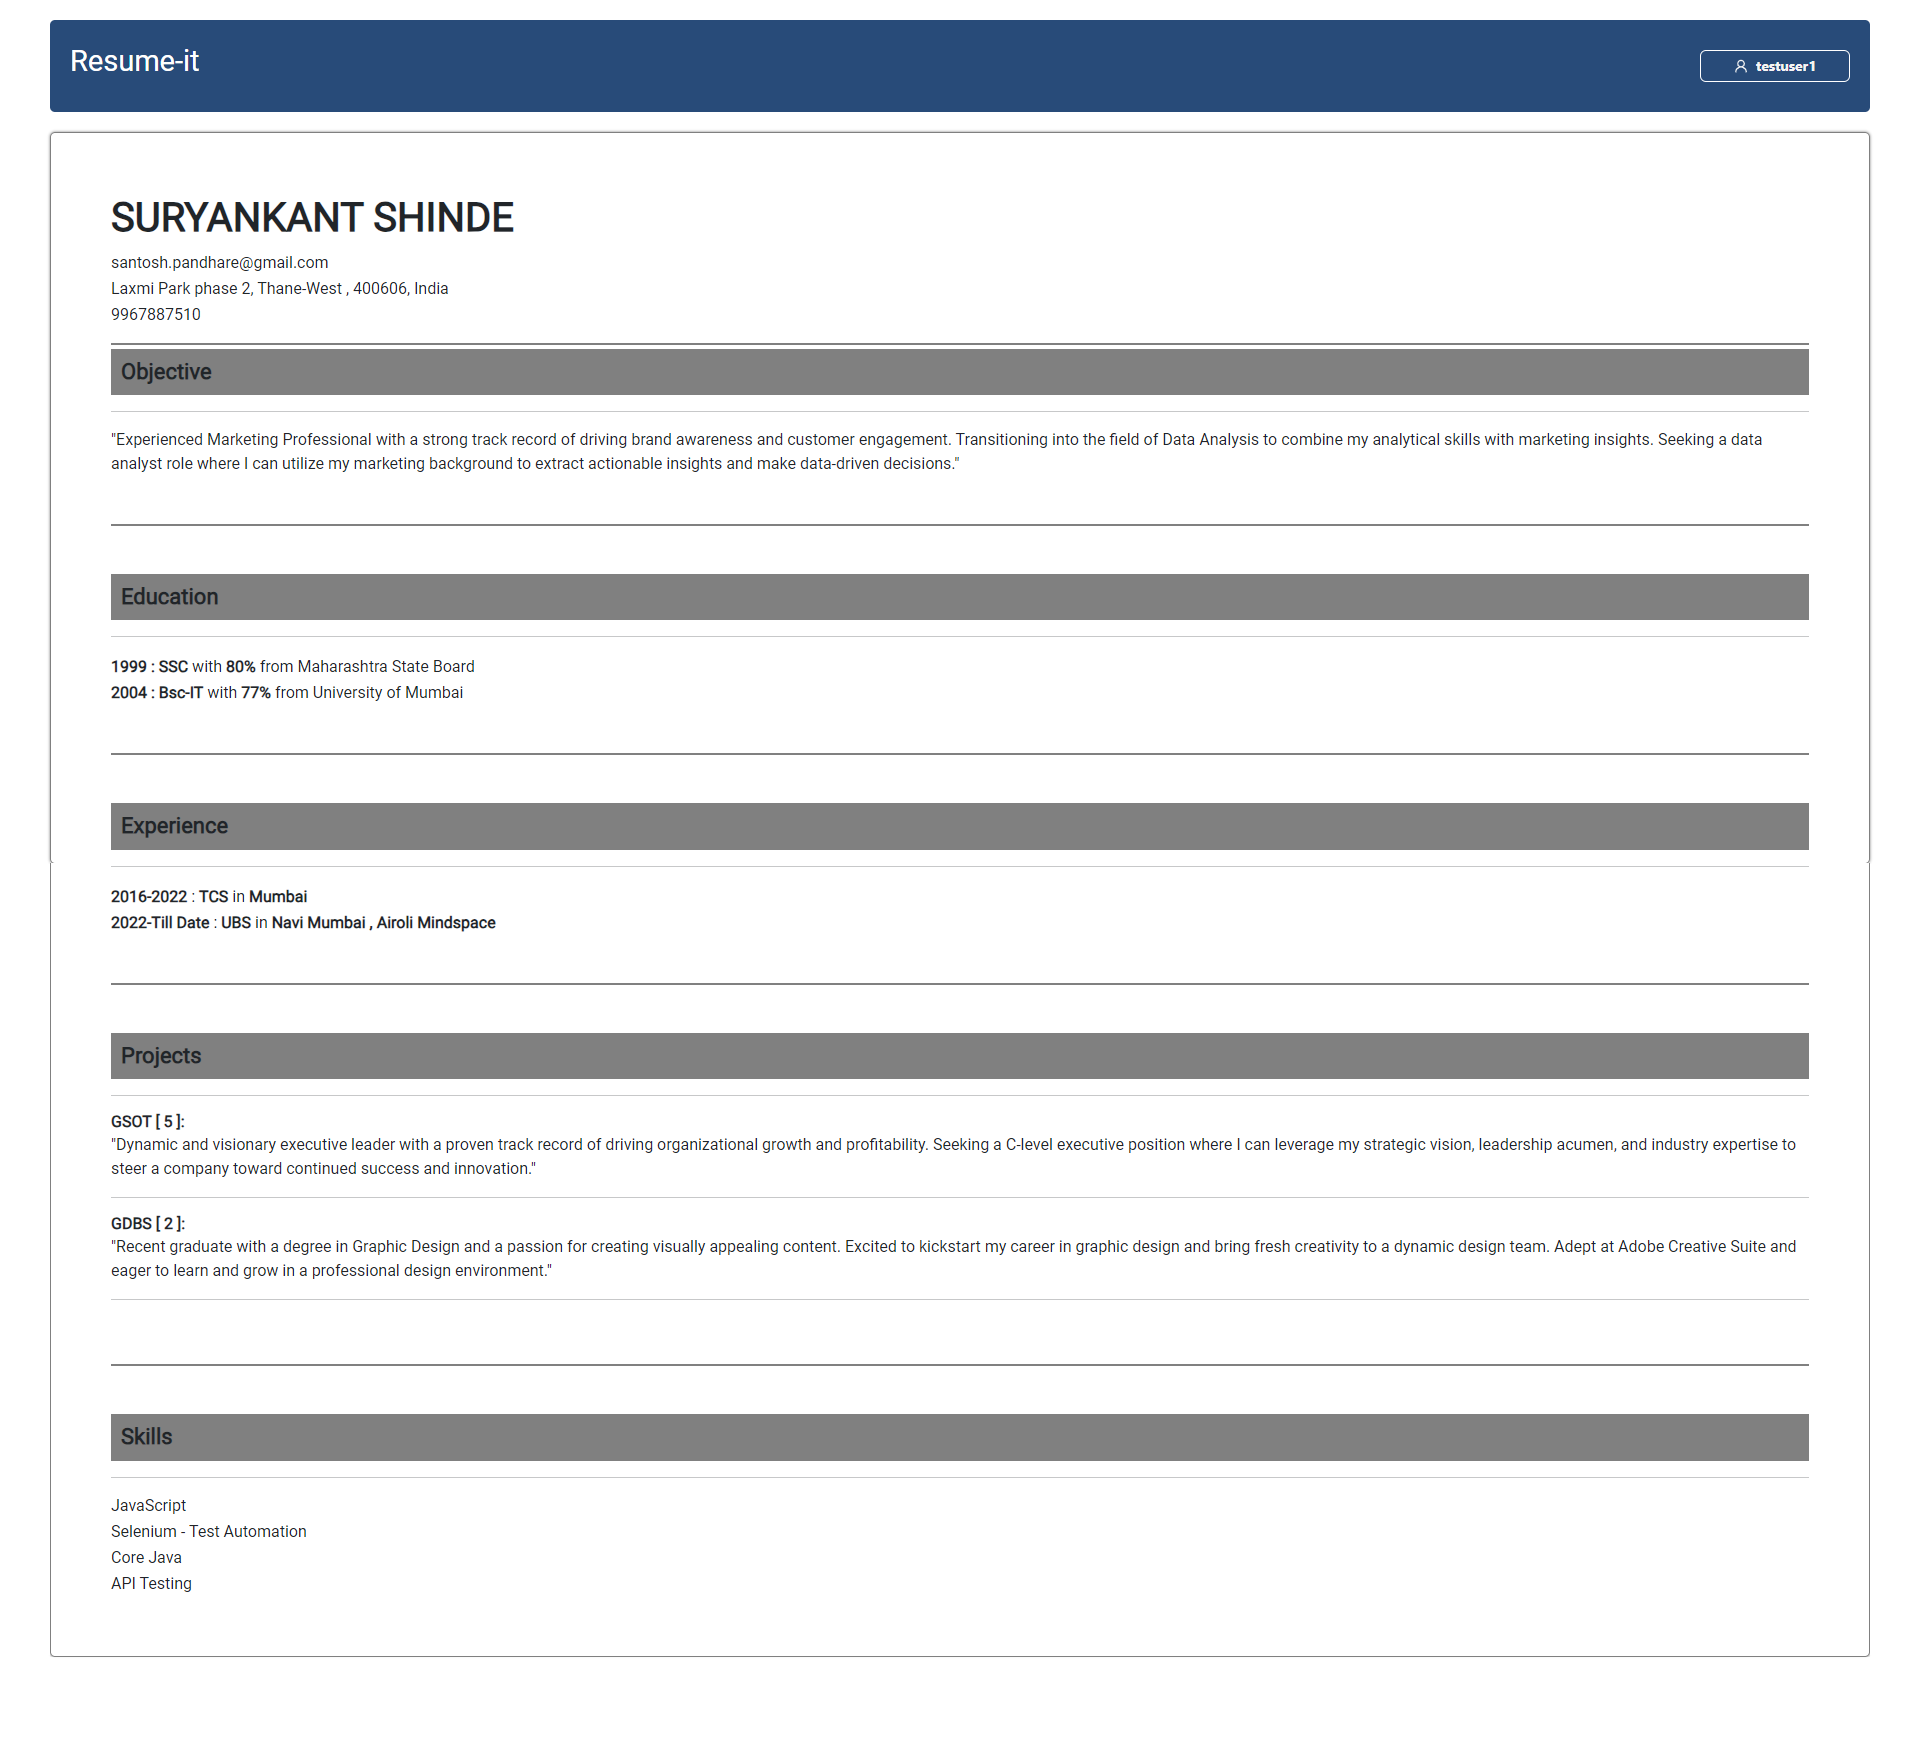 Resume-it
testuser1
SURYANKANT SHINDE
santosh.pandhare@gmail.com
Laxmi Park phase 2, Thane-West , 400606, India
9967887510
Objective
"Experienced Marketing Professional with a strong track record of driving brand awareness and customer engagement. Transitioning into the field of Data Analysis to combine my analytical skills with marketing insights. Seeking a data
analyst role where I can utilize my marketing background to extract actionable insights and make data-driven decisions."
Education
1999 : SSC with 80% from Maharashtra State Board
2004 : Bsc-IT with 77% from University of Mumbai
Experience
2016-2022 : TCS in Mumbai
2022-Till Date : UBS in Navi Mumbai , Airoli Mindspace
Projects
GSOT [ 5 ]:
"Dynamic and visionary executive leader with a proven track record of driving organizational growth and profitability. Seeking a C-level executive position where I can leverage my strategic vision, leadership acumen, and industry expertise to
steer a company toward continued success and innovation."
GDBS [ 2 ]:
"Recent graduate with a degree in Graphic Design and a passion for creating visually appealing content. Excited to kickstart my career in graphic design and bring fresh creativity to a dynamic design team. Adept at Adobe Creative Suite and
eager to learn and grow in a professional design environment."
Skills
JavaScript
Selenium - Test Automation
Core Java
API Testing